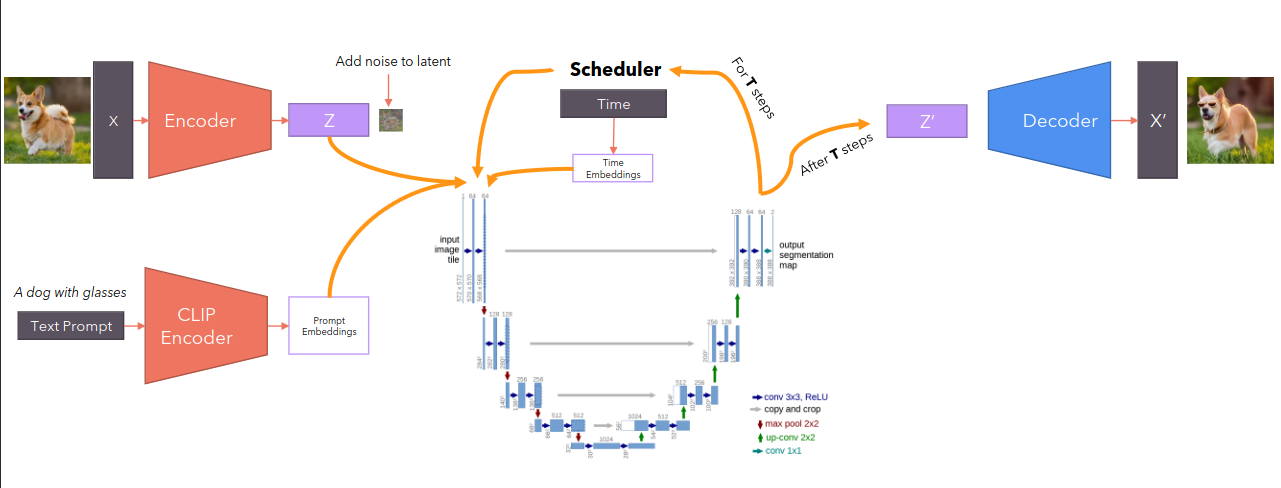 Add noise to latent
Scheduler
For T steps
X
Encoder
Z
Time
Time
Embeddings
After T steps
Z’
Decoder
X’
A dog with glasses
Text Prompt
CLIP
Encoder
Prompt
Embeddings
input
image
tile
1 64 64
572 x 572
570 x 570
568 x 568
128 128
284²
282²
280²
256 256
140²
138²
136²
512 512
68²
66²
64²
1024
32²
30²
28²
1024 512
56²
54²
52²
512 256
104²
102²
100²
256 128
200²
198²
196²
128 64 64 2
392 x 392
390 x 390
388 x 388
388 x 388
output
segmentation
map
conv 3x3, ReLU
copy and crop
max pool 2x2
up-conv 2x2
conv 1x1